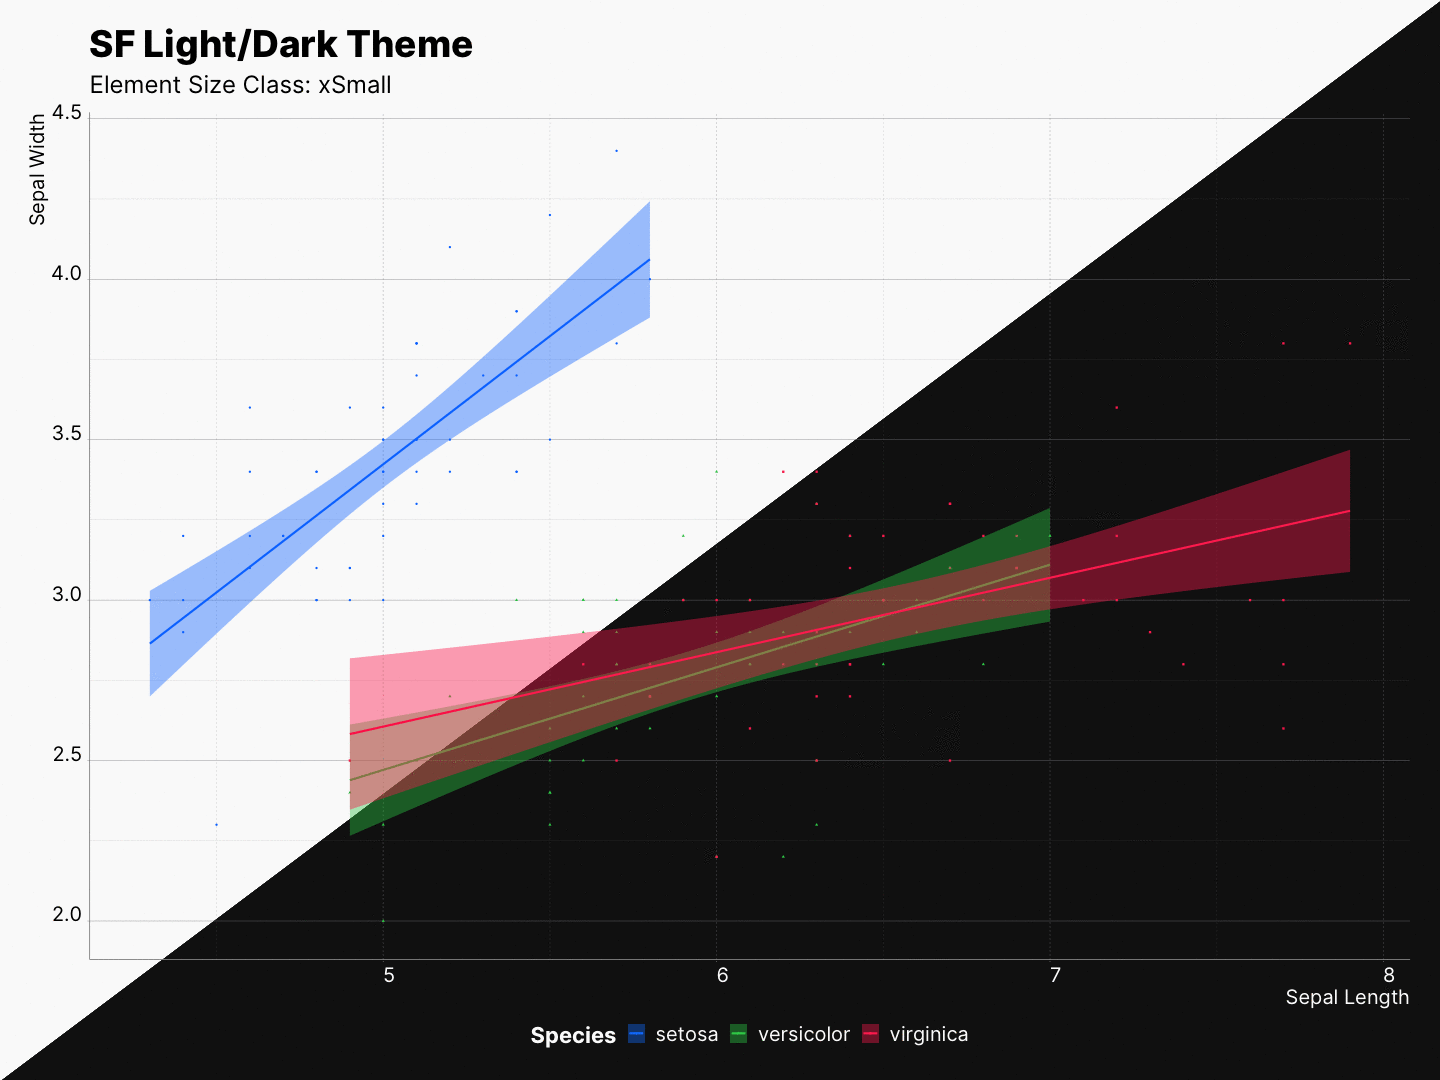 SF Light/Dark Theme
Element Size Class: xSmall
Sepal Width
4.5
4.0
3.5
3.0
2.5
2.0
5 6 7 8
Sepal Length
Species setosa versicolor virginica